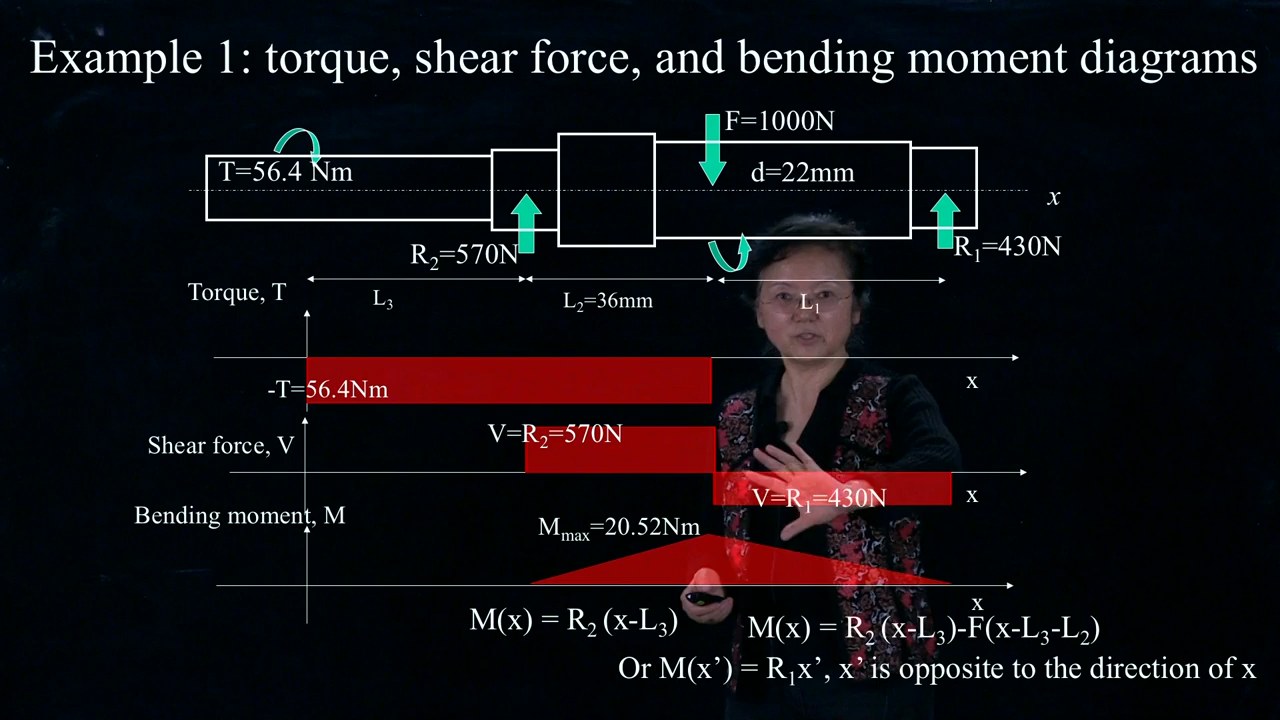 Example 1: torque, shear force, and bending moment diagrams
F=1000N
T=56.4 Nm
d=22mm
x
R2=570N
R1=430N
Torque, T
L3
L2=36mm
L1
-T=56.4Nm
x
V=R2=570N
Shear force, V
V=R1=430N
x
Bending moment, M
Mmax=20.52Nm
x
M(x) = R2 (x-L3)
M(x) = R2 (x-L3)-F(x-L3-L2)
Or M(x’) = R1x’, x’ is opposite to the direction of x